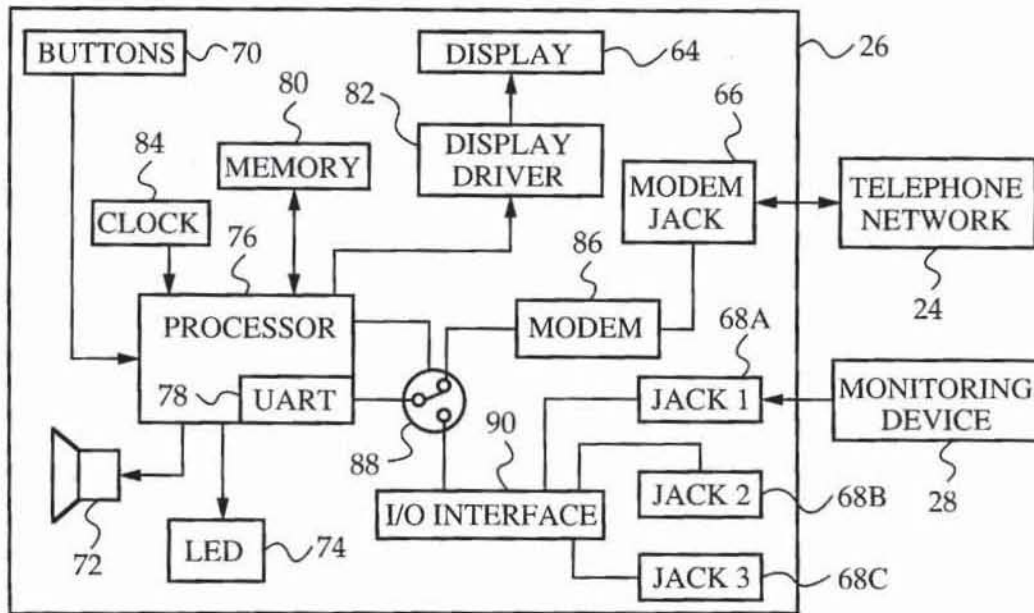 BUTTONS
70
DISPLAY
64
26
80
82
66
84
MEMORY
DISPLAY
DRIVER
MODEM
JACK
TELEPHONE
NETWORK
CLOCK
76
86
24
PROCESSOR
MODEM
68A
78
UART
JACK 1
MONITORING
DEVICE
88
90
72
LED
74
I/O INTERFACE
JACK 2
68B
28
JACK 3
68C